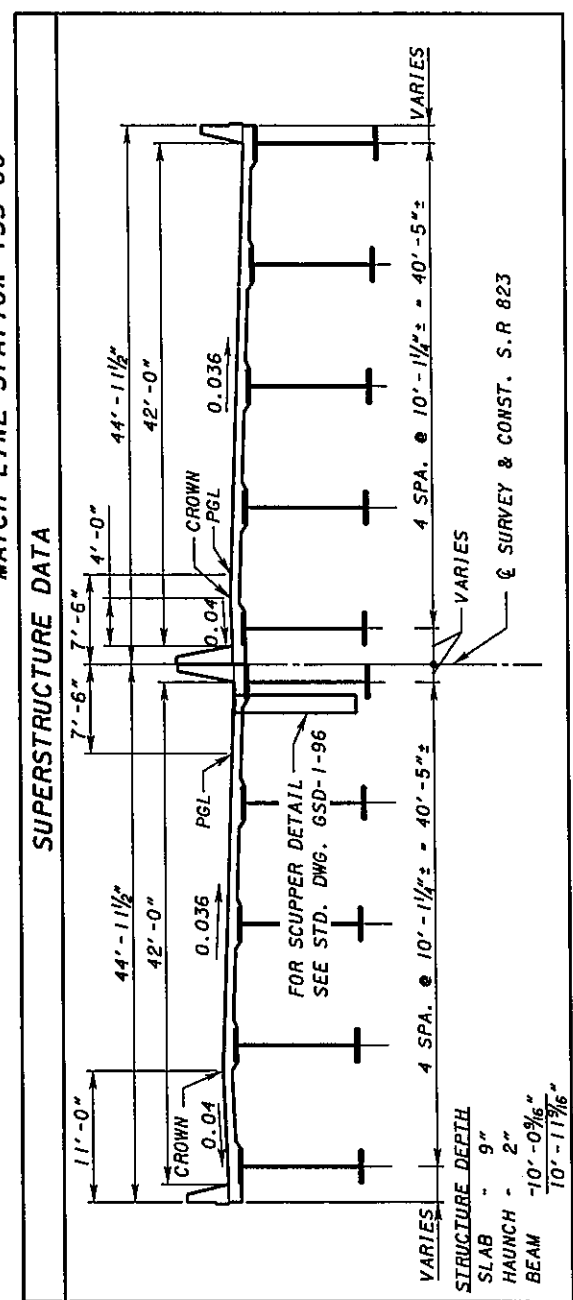 MATCH LINE STATION
SUPERSTRUCTURE DATA
44'-11½"
7'-6"
7'-6"
4'-0"
44'-11½"
42'-0"
42'-0"
11'-0"
CROWN
0.04
0.036
PGL
0.04
CROWN
PGL
0.036
FOR SCUPPER DETAIL
SEE STD. DWG. GSD-1-96
VARIES
4 SPA. @ 10'-1¼"± = 40'-5"±
VARIES
4 SPA. @ 10'-1¼"± = 40'-5"±
VARIES
℄ SURVEY & CONST. S.R 823
STRUCTURE DEPTH
SLAB - 9"
HAUNCH - 2"
BEAM -10'-0⁹⁄₁₆"
10'-11⁹⁄₁₆"